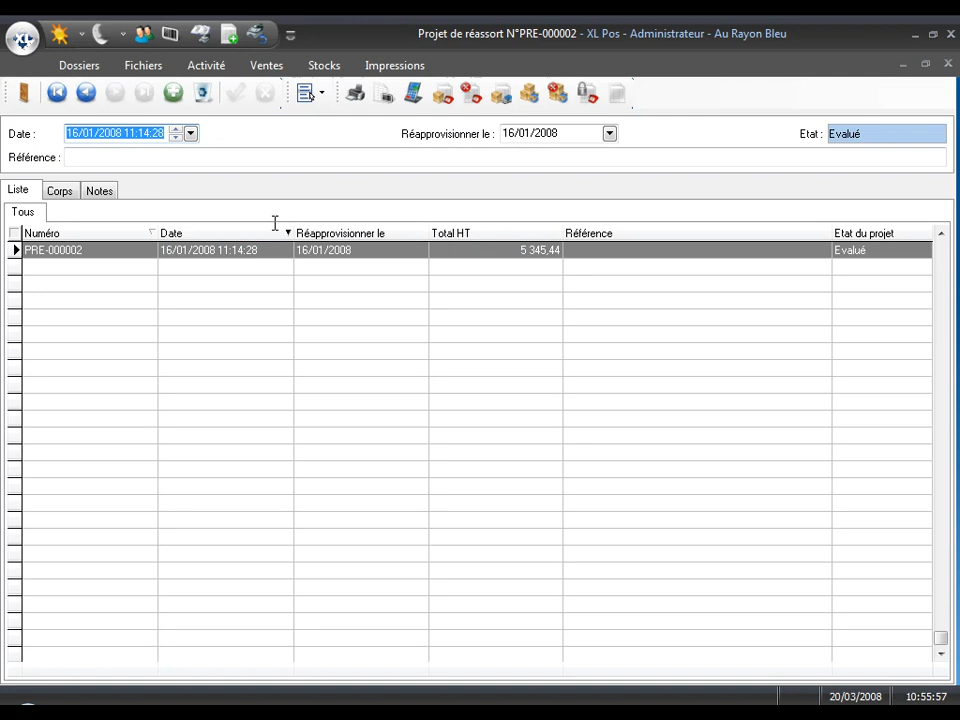 Projet de réassort N°PRE-000002 - XL Pos - Administrateur - Au Rayon Bleu
XL
Dossiers Fichiers Activité Ventes Stocks Impressions
Date : 16/01/2008 11:14:28 Réapprovisionner le : 16/01/2008 Etat : Evalué
Référence :
Liste Corps Notes
Tous
Numéro Date Réapprovisionner le Total HT Référence Etat du projet
PRE-000002 16/01/2008 11:14:28 16/01/2008 5 345,44 Evalué
20/03/2008 10:55:57